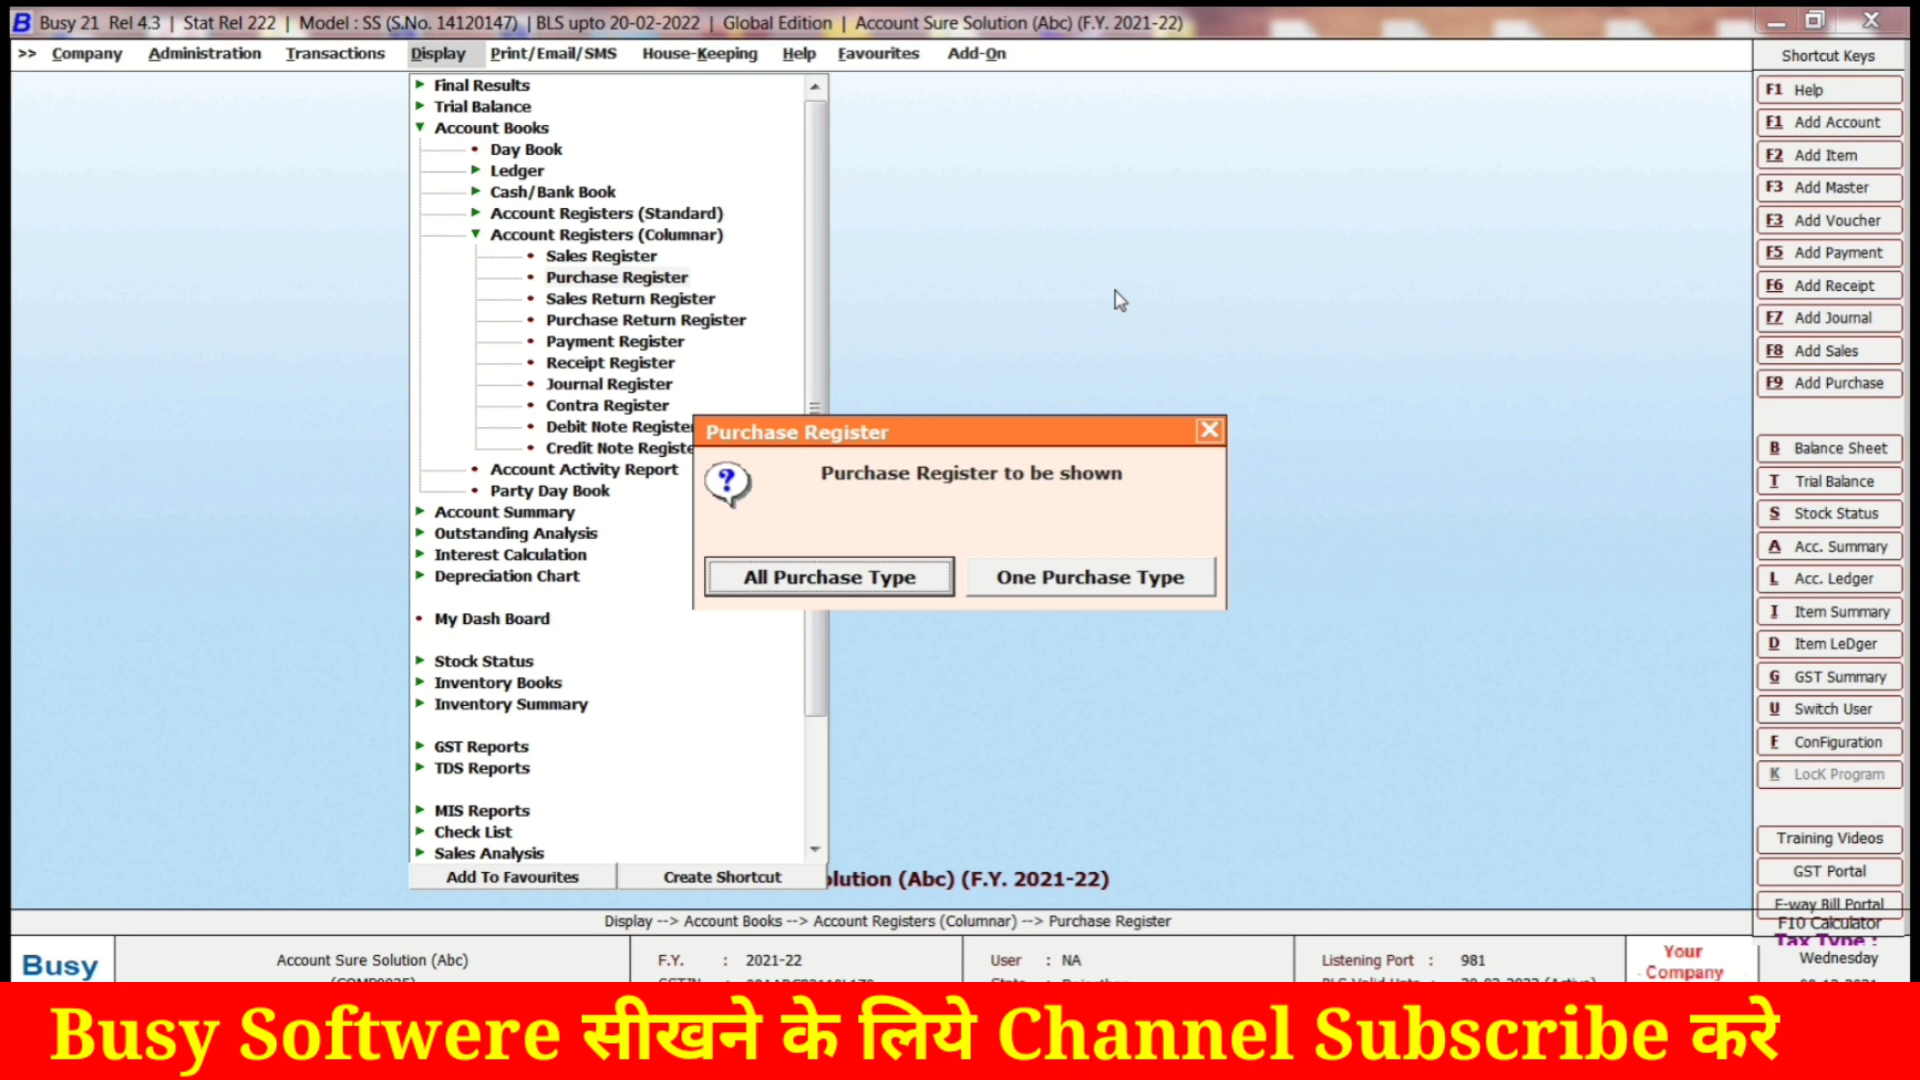 Busy 21 Rel 4.3 | Stat Rel 222 | Model : SS (S.No. 14120147) | BLS upto 20-02-2022 | Global Edition | Account Sure Solution (Abc) (F.Y. 2021-22)
>> Company Administration Transactions Display Print/Email/SMS House-Keeping Help Favourites Add-On
Shortcut Keys
Final Results
Trial Balance
Account Books
Day Book
Ledger
Cash/Bank Book
Account Registers (Standard)
Account Registers (Columnar)
Sales Register
Purchase Register
Sales Return Register
Purchase Return Register
Payment Register
Receipt Register
Journal Register
Contra Register
Debit Note Register
Credit Note Registe
Account Activity Report
Party Day Book
Account Summary
Outstanding Analysis
Interest Calculation
Depreciation Chart
My Dash Board
Stock Status
Inventory Books
Inventory Summary
GST Reports
TDS Reports
MIS Reports
Check List
Sales Analysis
Add To Favourites Create Shortcut
Purchase Register
Purchase Register to be shown
All Purchase Type One Purchase Type
F1 Help
F1 Add Account
F2 Add Item
F3 Add Master
F3 Add Voucher
F5 Add Payment
F6 Add Receipt
F7 Add Journal
F8 Add Sales
F9 Add Purchase
B Balance Sheet
T Trial Balance
S Stock Status
A Acc. Summary
L Acc. Ledger
I Item Summary
D Item LeDger
G GST Summary
U Switch User
F ConFiguration
K LocK Program
Training Videos
GST Portal
E-way Bill Portal
F10 Calculator
Tax Type :
lution (Abc) (F.Y. 2021-22)
Display --> Account Books --> Account Registers (Columnar) --> Purchase Register
Busy Account Sure Solution (Abc) F.Y. : 2021-22 User : NA Listening Port : 981 Your Company Wednesday
Busy Softwere सीखने के लिये Channel Subscribe करे